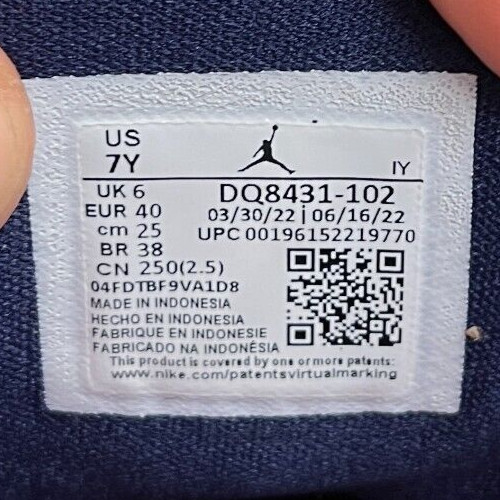 US
7Y
IY
UK 6
EUR 40
cm 25
BR 38
CN 250(2.5)
DQ8431-102
03/30/22 | 06/16/22
UPC 00196152219770
04FDTBF9VA1D8
MADE IN INDONESIA
HECHO EN INDONESIA
FABRIQUE EN INDONESIE
FABRICADO NA INDONÉSIA
This product is covered by one or more patents:
www.nike.com/patentsvirtualmarking